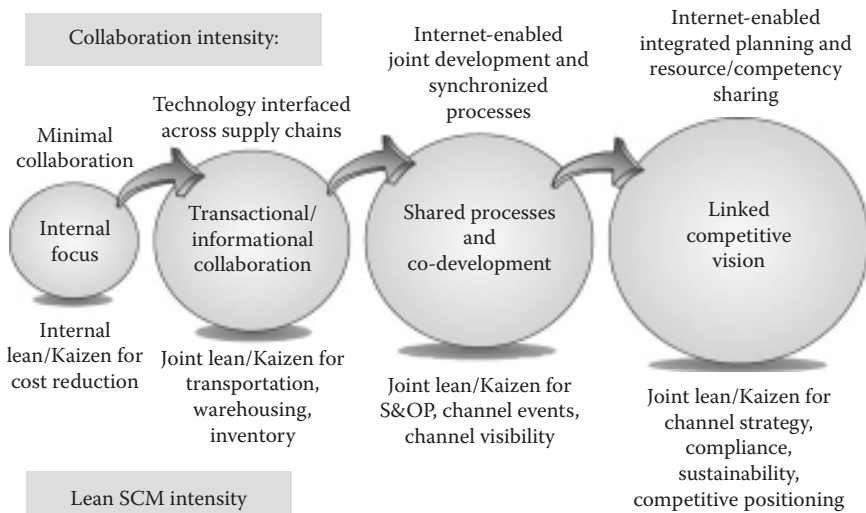 Collaboration intensity:
Minimal
collaboration
Technology interfaced
across supply chains
Internet-enabled
joint development and
synchronized
processes
Internet-enabled
integrated planning and
resource/competency
sharing
Internal
focus
Transactional/
informational
collaboration
Shared processes
and
co-development
Linked
competitive
vision
Internal
lean/Kaizen for
cost reduction
Joint lean/Kaizen for
transportation,
warehousing,
inventory
Joint lean/Kaizen for
S&OP, channel events,
channel visibility
Joint lean/Kaizen for
channel strategy,
compliance,
sustainability,
competitive positioning
Lean SCM intensity